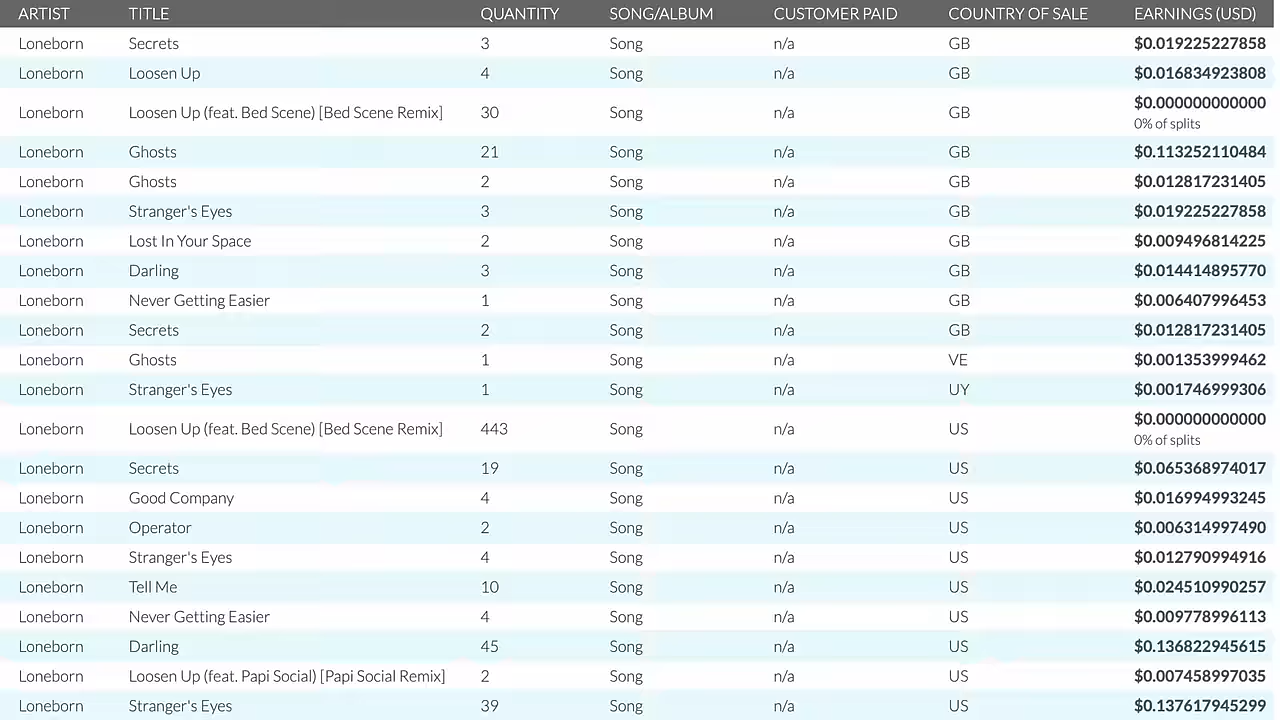 ARTIST TITLE QUANTITY SONG/ALBUM CUSTOMER PAID COUNTRY OF SALE EARNINGS (USD)
Loneborn Secrets 3 Song n/a GB $0.019225227858
Loneborn Loosen Up 4 Song n/a GB $0.016834923808
Loneborn Loosen Up (feat. Bed Scene) [Bed Scene Remix] 30 Song n/a GB $0.000000000000
0% of splits
Loneborn Ghosts 21 Song n/a GB $0.113252110484
Loneborn Ghosts 2 Song n/a GB $0.012817231405
Loneborn Stranger's Eyes 3 Song n/a GB $0.019225227858
Loneborn Lost In Your Space 2 Song n/a GB $0.009496814225
Loneborn Darling 3 Song n/a GB $0.014414895770
Loneborn Never Getting Easier 1 Song n/a GB $0.006407996453
Loneborn Secrets 2 Song n/a GB $0.012817231405
Loneborn Ghosts 1 Song n/a VE $0.001353999462
Loneborn Stranger's Eyes 1 Song n/a UY $0.001746999306
Loneborn Loosen Up (feat. Bed Scene) [Bed Scene Remix] 443 Song n/a US $0.000000000000
0% of splits
Loneborn Secrets 19 Song n/a US $0.065368974017
Loneborn Good Company 4 Song n/a US $0.016994993245
Loneborn Operator 2 Song n/a US $0.006314997490
Loneborn Stranger's Eyes 4 Song n/a US $0.012790994916
Loneborn Tell Me 10 Song n/a US $0.024510990257
Loneborn Never Getting Easier 4 Song n/a US $0.009778996113
Loneborn Darling 45 Song n/a US $0.136822945615
Loneborn Loosen Up (feat. Papi Social) [Papi Social Remix] 2 Song n/a US $0.007458997035
Loneborn Stranger's Eyes 39 Song n/a US $0.137617945299